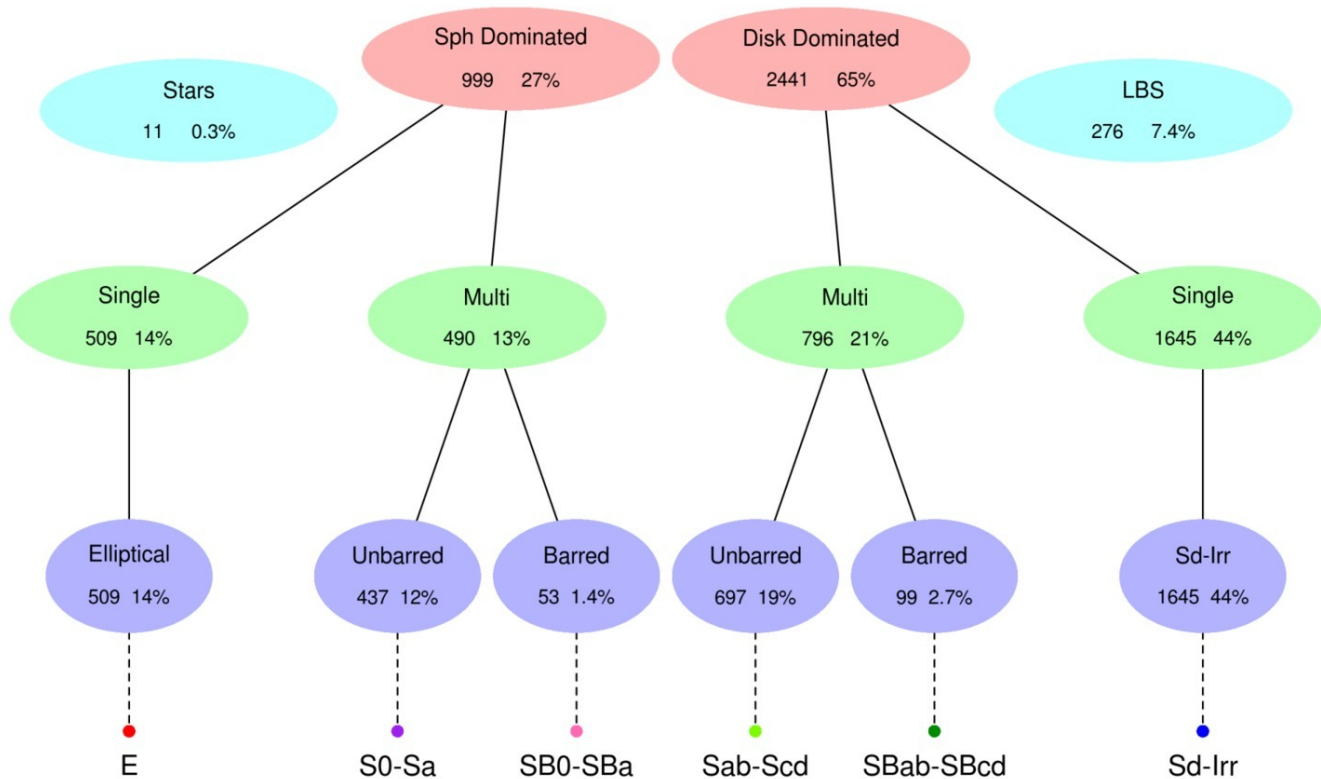 Sph Dominated
999 27%
Disk Dominated
2441 65%
Stars
11 0.3%
LBS
276 7.4%
Single
509 14%
Multi
490 13%
Multi
796 21%
Single
1645 44%
Elliptical
509 14%
Unbarred
437 12%
Barred
53 1.4%
Unbarred
697 19%
Barred
99 2.7%
Sd-Irr
1645 44%
E
S0-Sa
SB0-SBa
Sab-Scd
SBab-SBcd
Sd-Irr